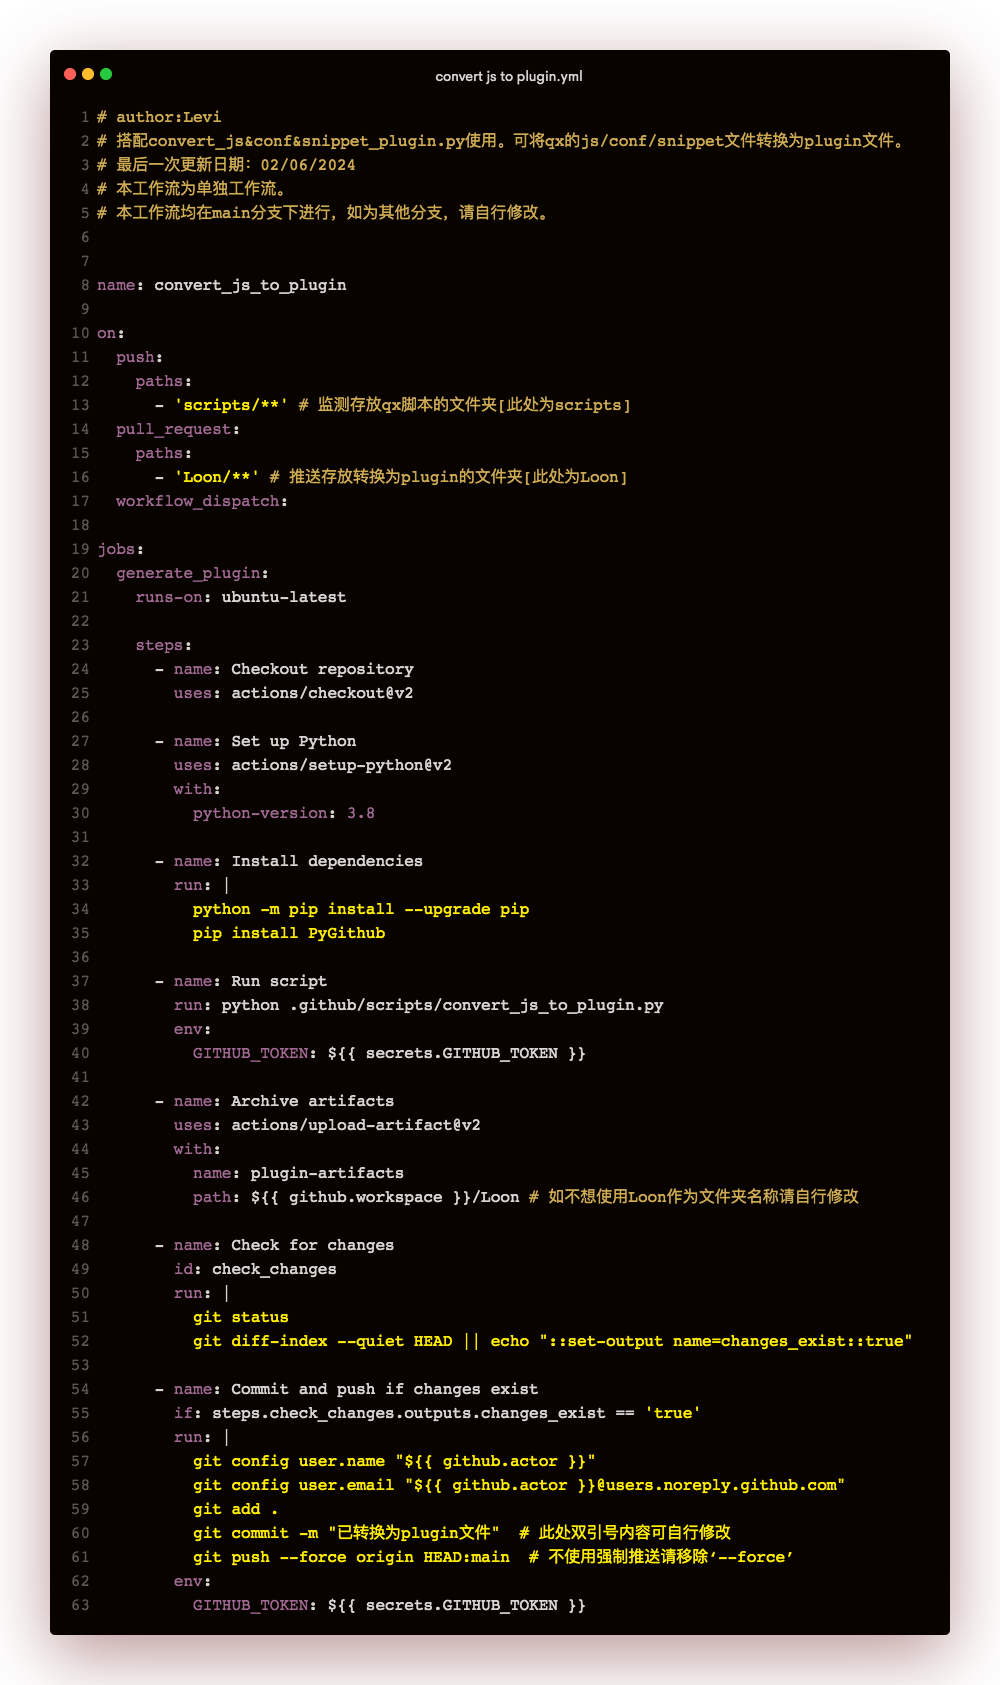 convert js to plugin.yml
1 # author:Levi
2 # 搭配convert_js&conf&snippet_plugin.py使用。可将qx的js/conf/snippet文件转换为plugin文件。
3 # 最后一次更新日期：02/06/2024
4 # 本工作流为单独工作流。
5 # 本工作流均在main分支下进行，如为其他分支，请自行修改。
6
7
8 name: convert_js_to_plugin
9
10 on:
11   push:
12     paths:
13       - 'scripts/**' # 监测存放qx脚本的文件夹[此处为scripts]
14   pull_request:
15     paths:
16       - 'Loon/**' # 推送存放转换为plugin的文件夹[此处为Loon]
17   workflow_dispatch:
18
19 jobs:
20   generate_plugin:
21     runs-on: ubuntu-latest
22
23     steps:
24       - name: Checkout repository
25         uses: actions/checkout@v2
26
27       - name: Set up Python
28         uses: actions/setup-python@v2
29         with:
30           python-version: 3.8
31
32       - name: Install dependencies
33         run: |
34           python -m pip install --upgrade pip
35           pip install PyGithub
36
37       - name: Run script
38         run: python .github/scripts/convert_js_to_plugin.py
39         env:
40           GITHUB_TOKEN: ${{ secrets.GITHUB_TOKEN }}
41
42       - name: Archive artifacts
43         uses: actions/upload-artifact@v2
44         with:
45           name: plugin-artifacts
46           path: ${{ github.workspace }}/Loon # 如不想使用Loon作为文件夹名称请自行修改
47
48       - name: Check for changes
49         id: check_changes
50         run: |
51           git status
52           git diff-index --quiet HEAD || echo "::set-output name=changes_exist::true"
53
54       - name: Commit and push if changes exist
55         if: steps.check_changes.outputs.changes_exist == 'true'
56         run: |
57           git config user.name "${{ github.actor }}"
58           git config user.email "${{ github.actor }}@users.noreply.github.com"
59           git add .
60           git commit -m "已转换为plugin文件"  # 此处双引号内容可自行修改
61           git push --force origin HEAD:main  # 不使用强制推送请移除‘--force’
62         env:
63           GITHUB_TOKEN: ${{ secrets.GITHUB_TOKEN }}